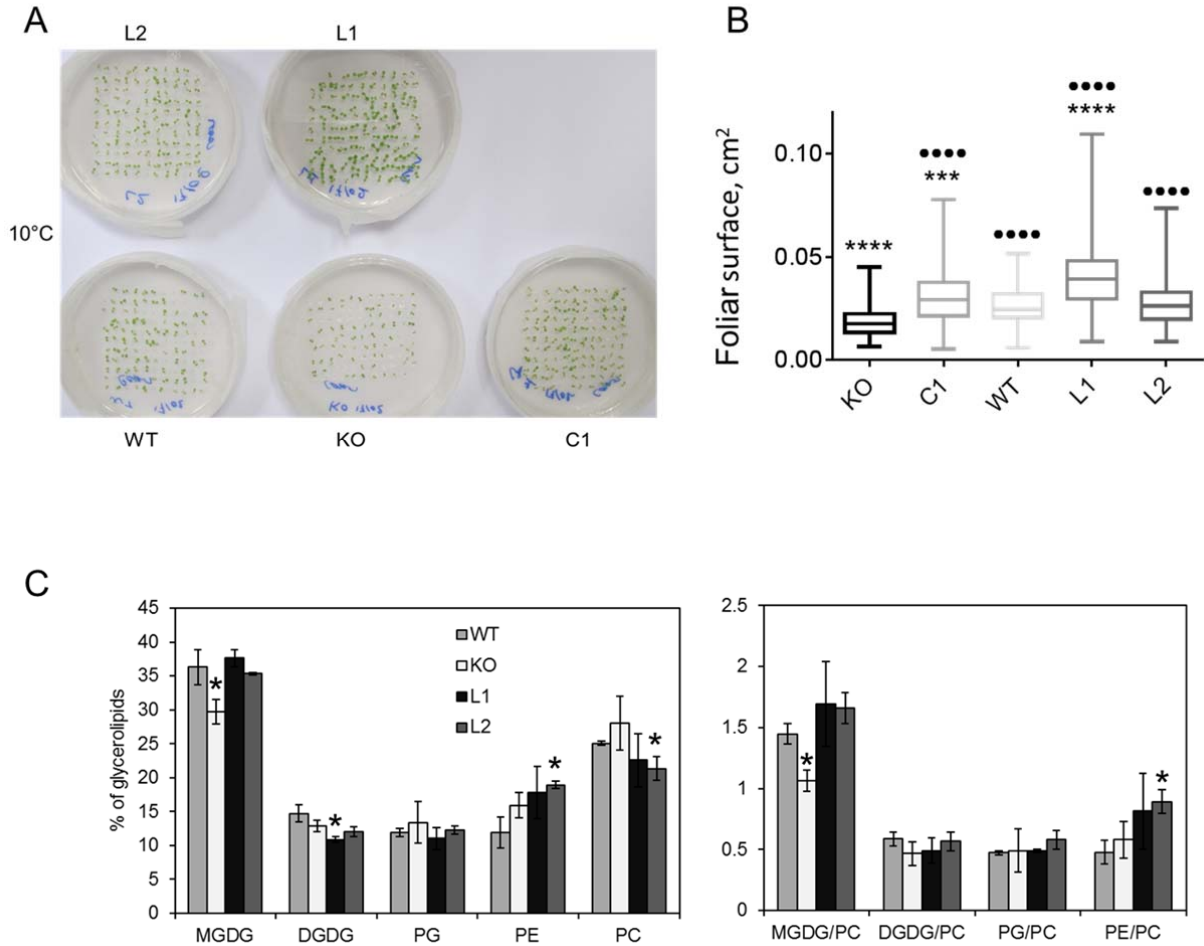 A
L2 L1
10°C
L2
KO
WT KO C1
B
●●●●
●●●● ****
●●●● ***
●●●●
****
Foliar surface, cm²
0.10
0.05
0.00
KO C1 WT L1 L2
C
% of glycerolipids
45
40
35
30
25
20
15
10
5
0
WT
KO
L1
L2
* * * *
MGDG DGDG PG PE PC
2.5
2
1.5
1
0.5
0
* *
MGDG/PC DGDG/PC PG/PC PE/PC